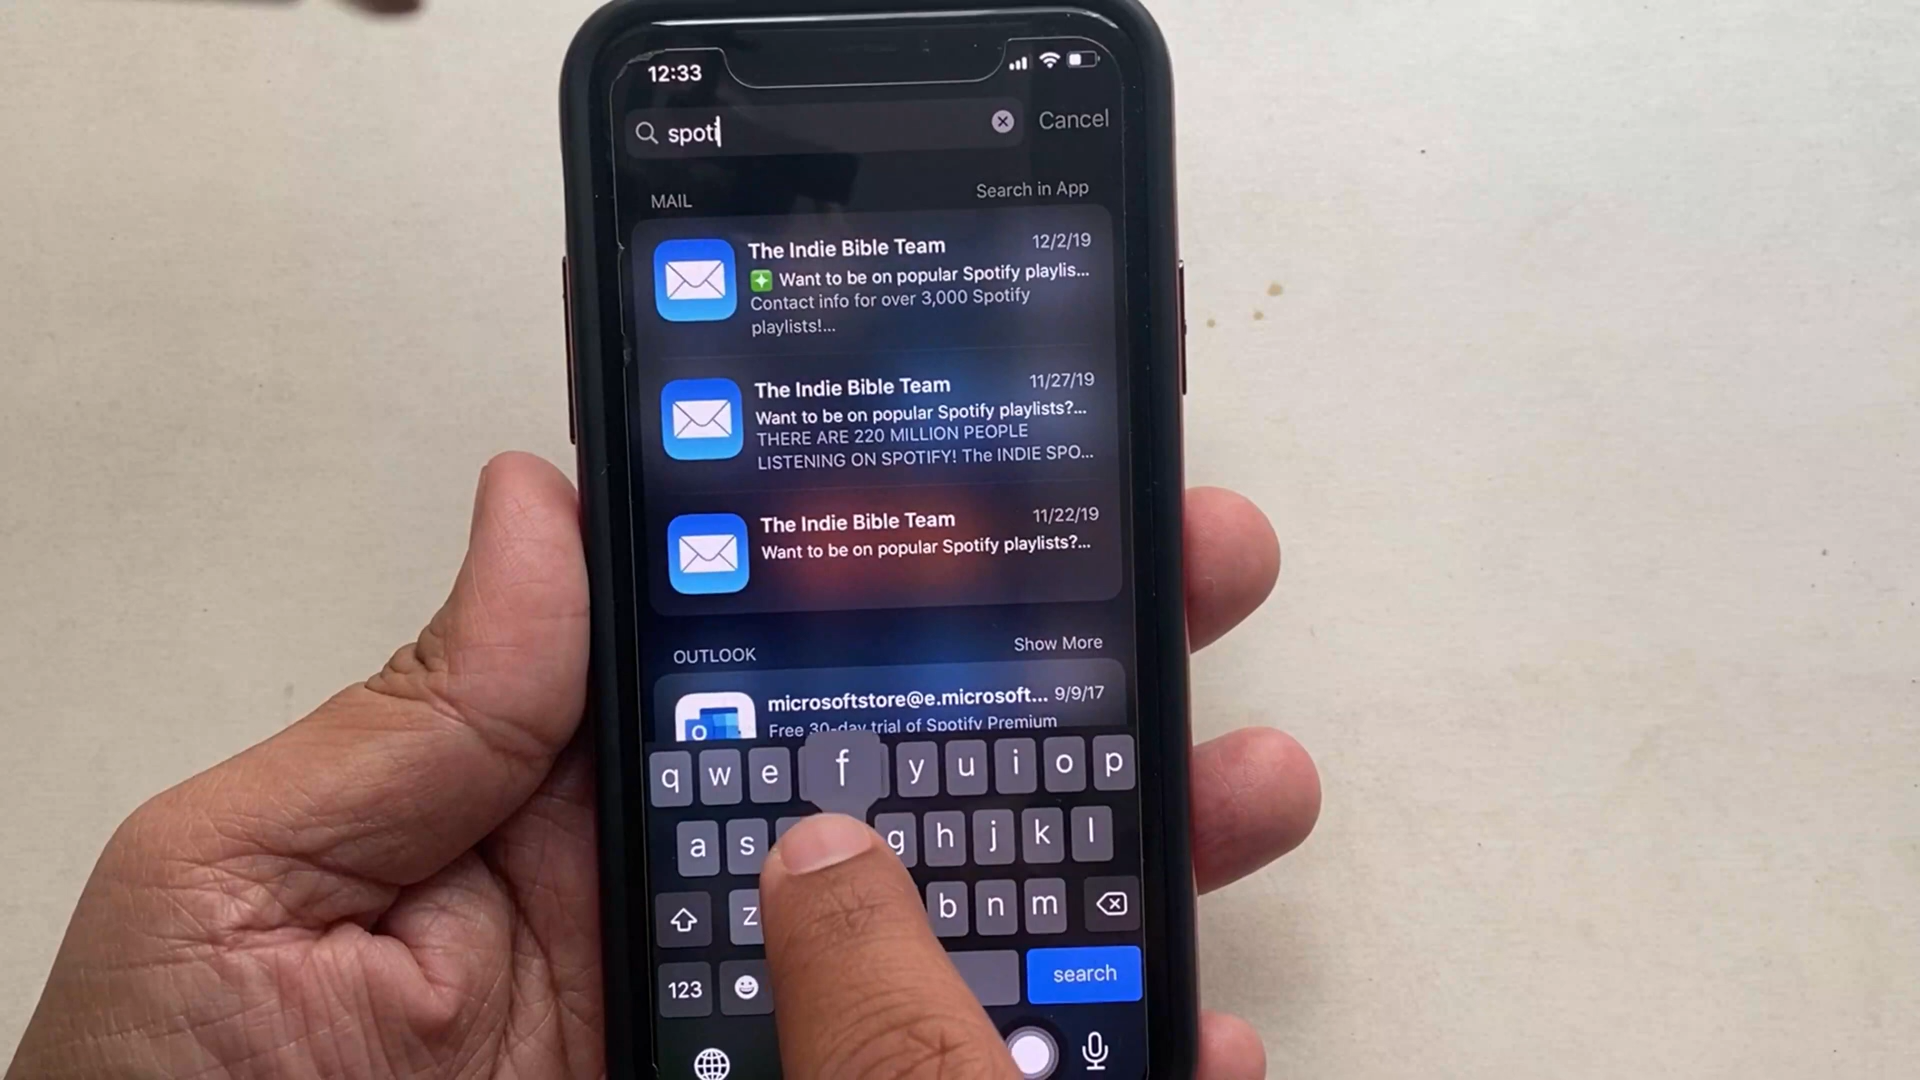 12:33
spoti
Cancel
MAIL
Search in App
The Indie Bible Team 12/2/19
Want to be on popular Spotify playlis...
Contact info for over 3,000 Spotify
playlists!...
The Indie Bible Team 11/27/19
Want to be on popular Spotify playlists?...
THERE ARE 220 MILLION PEOPLE
LISTENING ON SPOTIFY! The INDIE SPO...
The Indie Bible Team 11/22/19
Want to be on popular Spotify playlists?...
OUTLOOK
Show More
microsoftstore@e.microsoft... 9/9/17
Free 30-day trial of Spotify Premium
q w e f y u i o p
a s g h j k l
z b n m
123 search